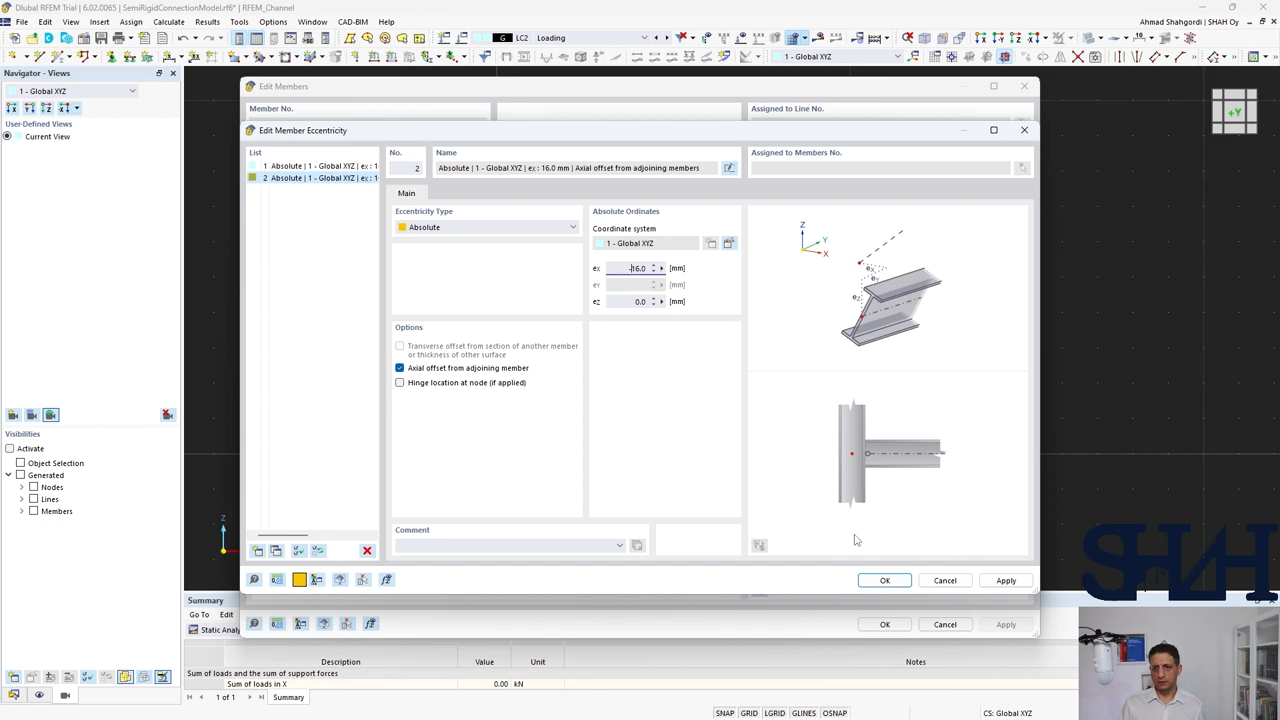 Dlubal RFEM Trial | 6.02.0065 | SemiRigidConnectionModel.rf6* | RFEM_Channel
File Edit View Insert Assign Calculate Results Tools Options Window CAD-BIM Help
Ahmad Shahgordi | SHAH Oy
G LC2 Loading
1 - Global XYZ
Navigator - Views
1 - Global XYZ
User-Defined Views
Current View
Edit Members
Member No.
Assigned to Line No.
Edit Member Eccentricity
List
1 Absolute | 1 - Global XYZ | eX : 1
2 Absolute | 1 - Global XYZ | eX : 1
No.
2
Name
Absolute | 1 - Global XYZ | eX : 16.0 mm | Axial offset from adjoining members
Assigned to Members No.
Main
Eccentricity Type
Absolute
Absolute Ordinates
Coordinate system
1 - Global XYZ
eX -16.0 [mm]
eY [mm]
eZ 0.0 [mm]
Options
Transverse offset from section of another member
or thickness of other surface
Axial offset from adjoining member
Hinge location at node (if applied)
Comment
Z
Y
X
eX
eY
eZ
+Y
OK Cancel Apply
OK Cancel Apply
Visibilities
Activate
Object Selection
Generated
Nodes
Lines
Members
Z
Summary
Go To Edit
Static Analy
Description Value Unit Notes
Sum of loads and the sum of support forces
Sum of loads in X 0.00 kN
1 of 1 Summary
SNAP GRID LGRID GLINES OSNAP CS: Global XYZ
SHAH